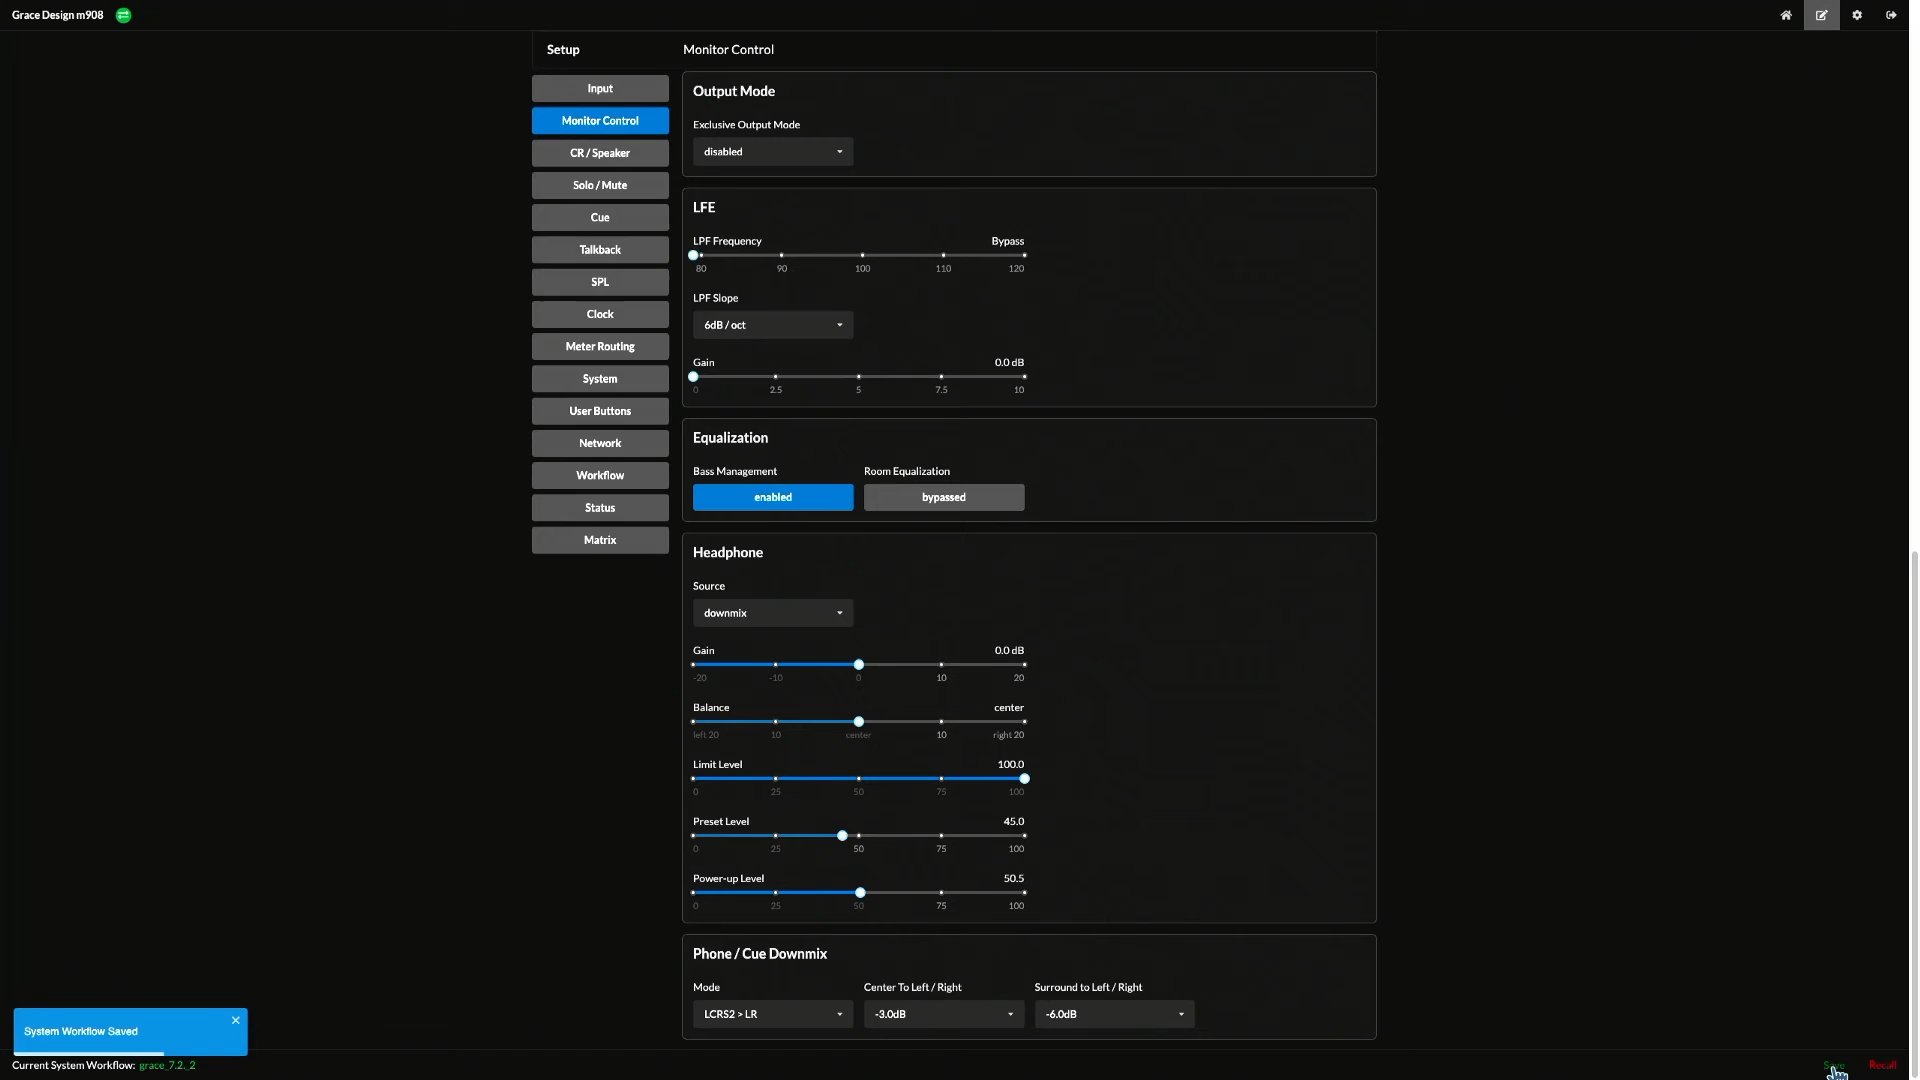 Grace Design m908
Setup
Monitor Control
Input
Monitor Control
CR / Speaker
Solo / Mute
Cue
Talkback
SPL
Clock
Meter Routing
System
User Buttons
Network
Workflow
Status
Matrix
Output Mode
Exclusive Output Mode
disabled
LFE
LPF Frequency Bypass
80 90 100 110 120
LPF Slope
6dB / oct
Gain 0.0 dB
0 2.5 5 7.5 10
Equalization
Bass Management Room Equalization
enabled bypassed
Headphone
Source
downmix
Gain 0.0 dB
-20 -10 0 10 20
Balance center
left 20 10 center 10 right 20
Limit Level 100.0
0 25 50 75 100
Preset Level 45.0
0 25 50 75 100
Power-up Level 50.5
0 25 50 75 100
Phone / Cue Downmix
Mode Center To Left / Right Surround to Left / Right
LCRS2 > LR -3.0dB -6.0dB
System Workflow Saved
Current System Workflow: grace_7.2._2
Save Recall